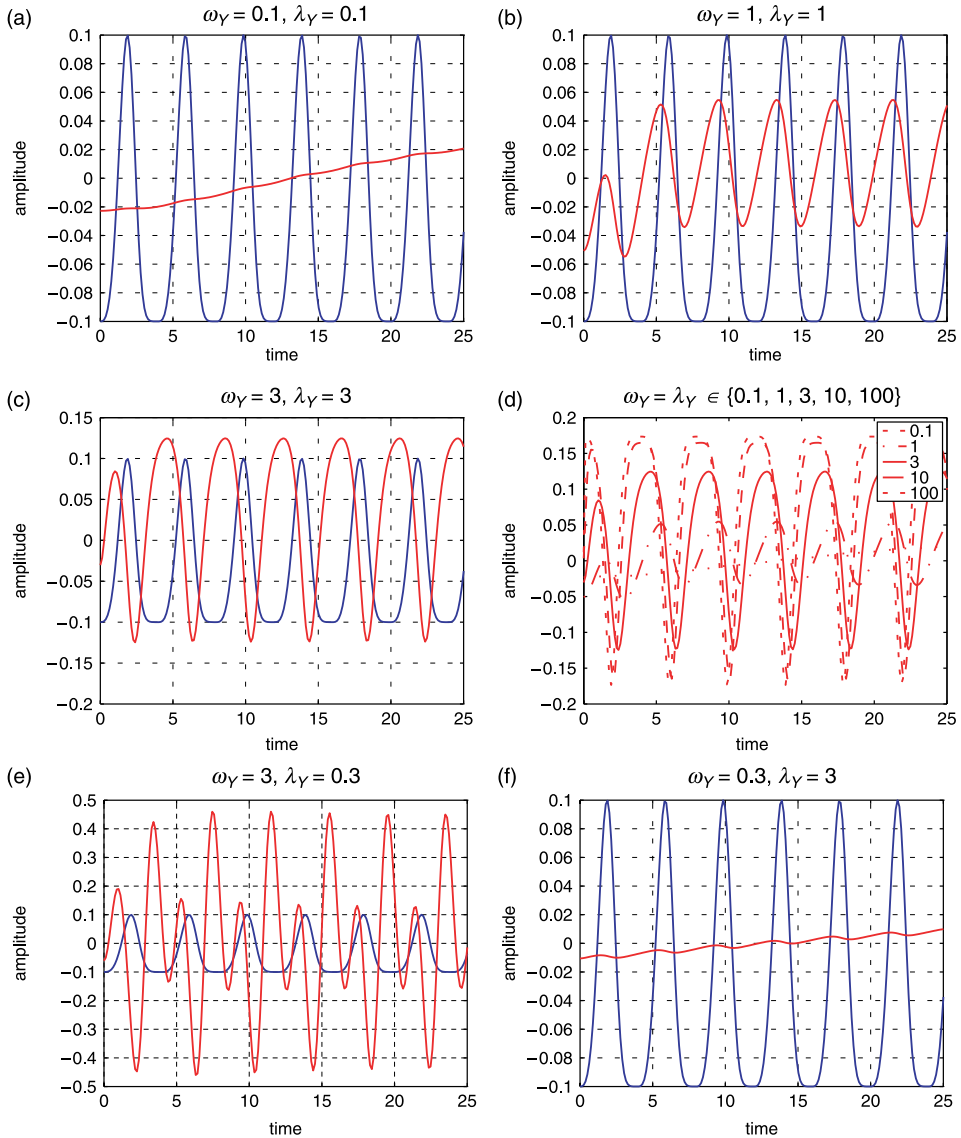 (a)
ω_Y = 0.1, λ_Y = 0.1
amplitude
0.1
0.08
0.06
0.04
0.02
0
−0.02
−0.04
−0.06
−0.08
−0.1
0 5 10 15 20 25
time
(b)
ω_Y = 1, λ_Y = 1
amplitude
0.1
0.08
0.06
0.04
0.02
0
−0.02
−0.04
−0.06
−0.08
−0.1
0 5 10 15 20 25
time
(c)
ω_Y = 3, λ_Y = 3
amplitude
0.15
0.1
0.05
0
−0.05
−0.1
−0.15
−0.2
0 5 10 15 20 25
time
(d)
ω_Y = λ_Y ∈ {0.1, 1, 3, 10, 100}
amplitude
0.2
0.15
0.1
0.05
0
−0.05
−0.1
−0.15
−0.2
0.1
1
3
10
100
0 5 10 15 20 25
time
(e)
ω_Y = 3, λ_Y = 0.3
amplitude
0.5
0.4
0.3
0.2
0.1
0
−0.1
−0.2
−0.3
−0.4
−0.5
0 5 10 15 20 25
time
(f)
ω_Y = 0.3, λ_Y = 3
amplitude
0.1
0.08
0.06
0.04
0.02
0
−0.02
−0.04
−0.06
−0.08
−0.1
0 5 10 15 20 25
time